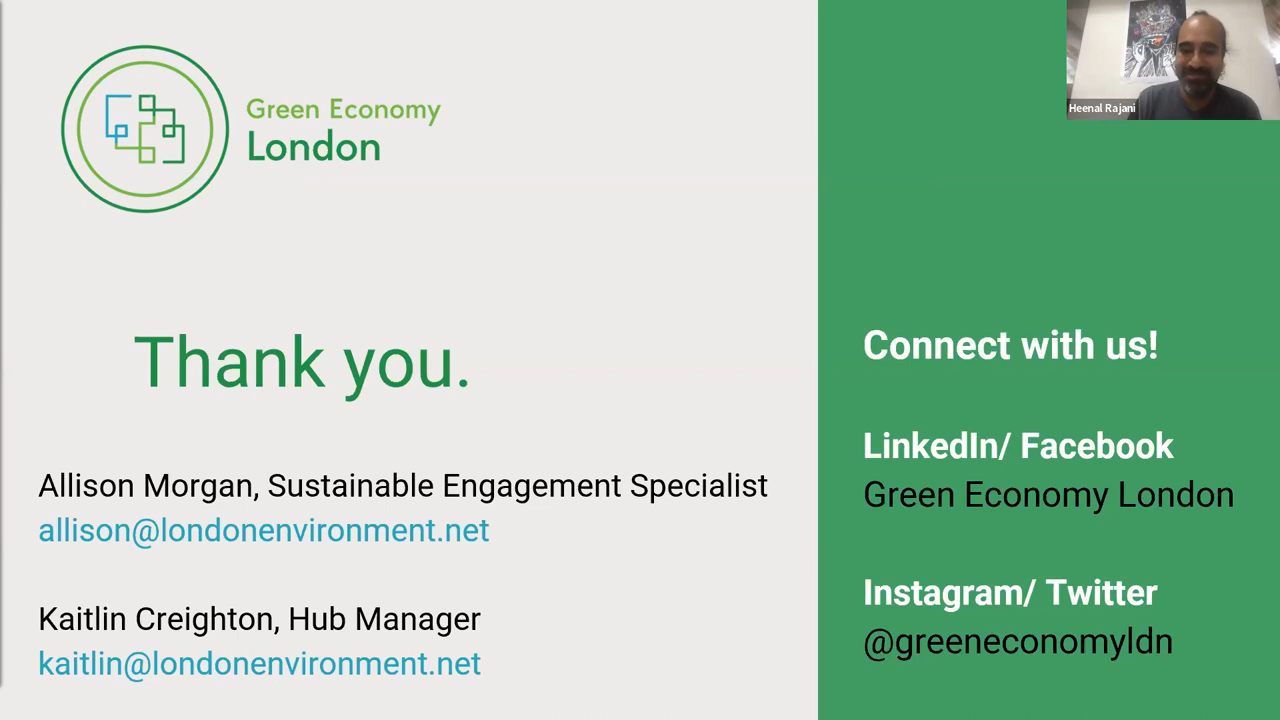 Green Economy
London
Heenal Rajani
Thank you.
Allison Morgan, Sustainable Engagement Specialist
allison@londonenvironment.net
Kaitlin Creighton, Hub Manager
kaitlin@londonenvironment.net
Connect with us!
LinkedIn/ Facebook
Green Economy London
Instagram/ Twitter
@greeneconomyldn